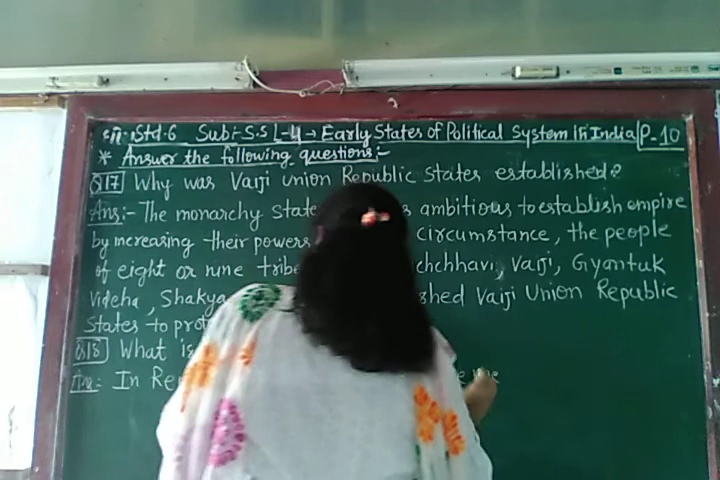 Std.6 Sub:-S.S L-4 → Early States of Political System in India P-10
* Answer the following questions:-
Q17 Why was Vaiji union Republic states established?
Ans:- The monarchy state ambitious to establish empire
by increasing their powers circumstance, the people
of eight or nine tribe chchhavi, Vaiji, Gyantuk
Videha, Shakya shed Vaiji Union Republic
States to prot
Q18 What is
Ans:- In Re